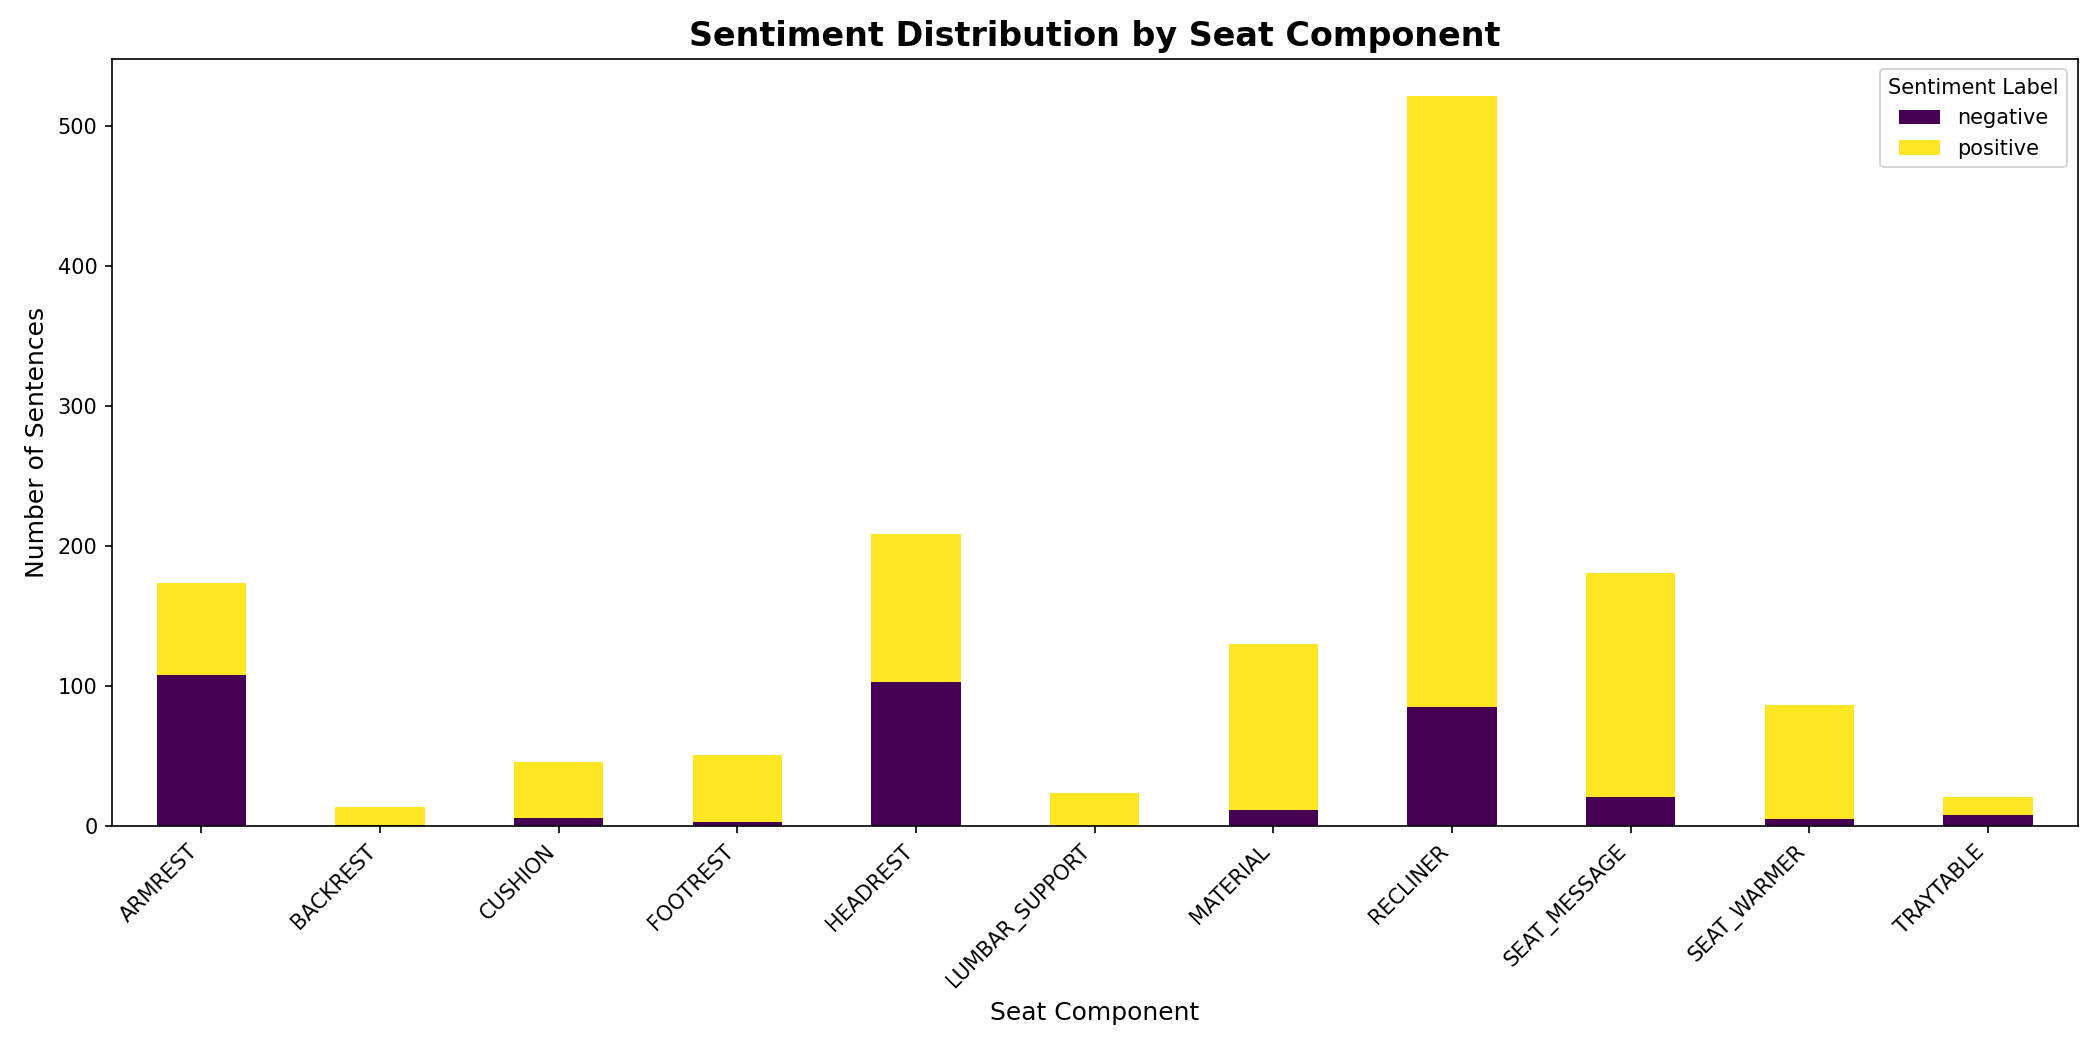 Sentiment Distribution by Seat Component
Sentiment Label
negative
positive
Number of Sentences
500
400
300
200
100
0
ARMREST
BACKREST
CUSHION
FOOTREST
HEADREST
LUMBAR_SUPPORT
MATERIAL
RECLINER
SEAT_MESSAGE
SEAT_WARMER
TRAYTABLE
Seat Component